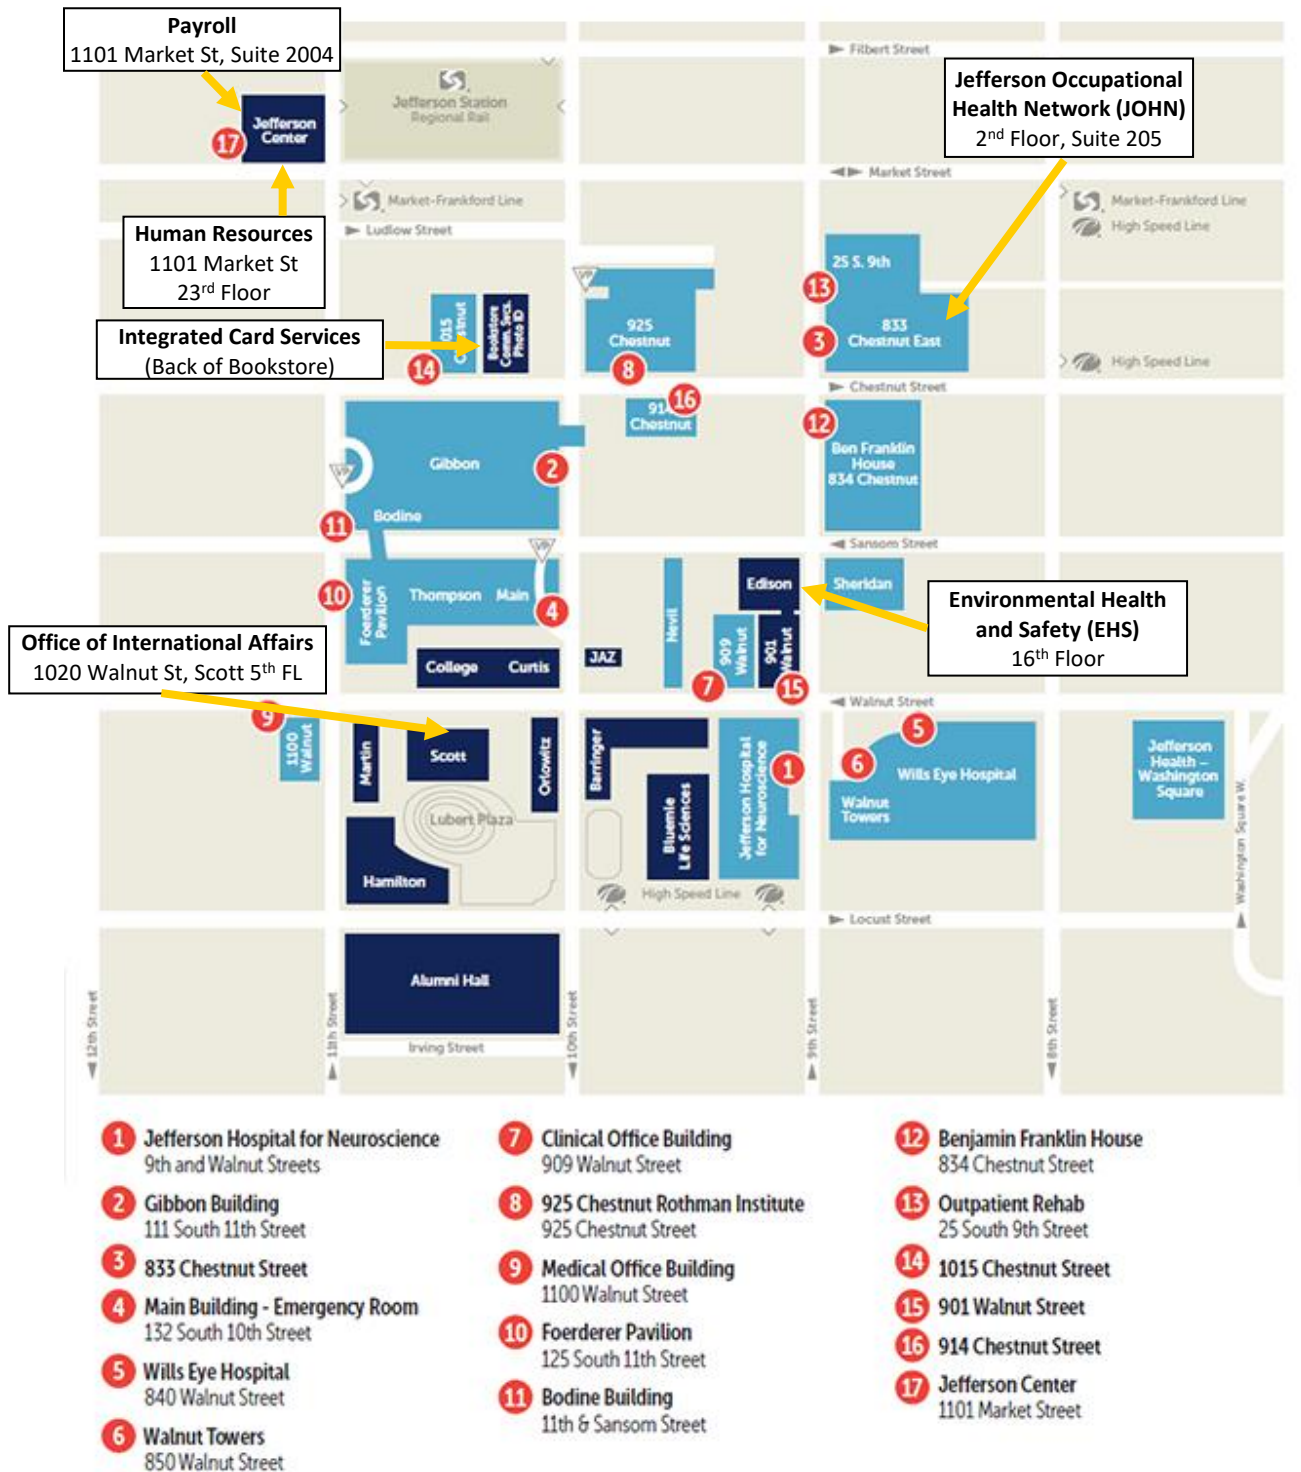 Payroll
1101 Market St, Suite 2004
Filbert Street
Jefferson Occupational
Health Network (JOHN)
2nd Floor, Suite 205
Jefferson Station
Regional Rail
Jefferson
Center
17
Market Street
Market-Frankford Line
Market-Frankford Line
High Speed Line
Ludlow Street
Human Resources
1101 Market St
23rd Floor
25 S. 9th
13
VIP
Integrated Card Services
(Back of Bookstore)
1015
Chestnut
14
Bookstore
Comm. Svcs.
Photo ID
925
Chestnut
8
833
Chestnut East
3
High Speed Line
Chestnut Street
914
Chestnut
16
12
Ben Franklin
House
834 Chestnut
Gibbon
2
VIP
Bodine
11
Sansom Street
VIP
10
Foerderer
Pavilion
Thompson
Main
4
Nevil
Edison
Sheridan
Environmental Health
and Safety (EHS)
16th Floor
Office of International Affairs
1020 Walnut St, Scott 5th FL
College
Curtis
JAZ
909
Walnut
901
Walnut
7
15
Walnut Street
9
1100
Walnut
Martin
Scott
Orlowitz
Barringer
Jefferson Hospital
for Neuroscience
1
5
6
Wills Eye Hospital
Walnut
Towers
Jefferson
Health –
Washington
Square
Washington Square W.
Lubert Plaza
Bluemle
Life Sciences
Hamilton
High Speed Line
Locust Street
Alumni Hall
Irving Street
12th Street
11th Street
10th Street
9th Street
8th Street
1 Jefferson Hospital for Neuroscience
9th and Walnut Streets
2 Gibbon Building
111 South 11th Street
3 833 Chestnut Street
4 Main Building - Emergency Room
132 South 10th Street
5 Wills Eye Hospital
840 Walnut Street
6 Walnut Towers
850 Walnut Street
7 Clinical Office Building
909 Walnut Street
8 925 Chestnut Rothman Institute
925 Chestnut Street
9 Medical Office Building
1100 Walnut Street
10 Foerderer Pavilion
125 South 11th Street
11 Bodine Building
11th & Sansom Street
12 Benjamin Franklin House
834 Chestnut Street
13 Outpatient Rehab
25 South 9th Street
14 1015 Chestnut Street
15 901 Walnut Street
16 914 Chestnut Street
17 Jefferson Center
1101 Market Street